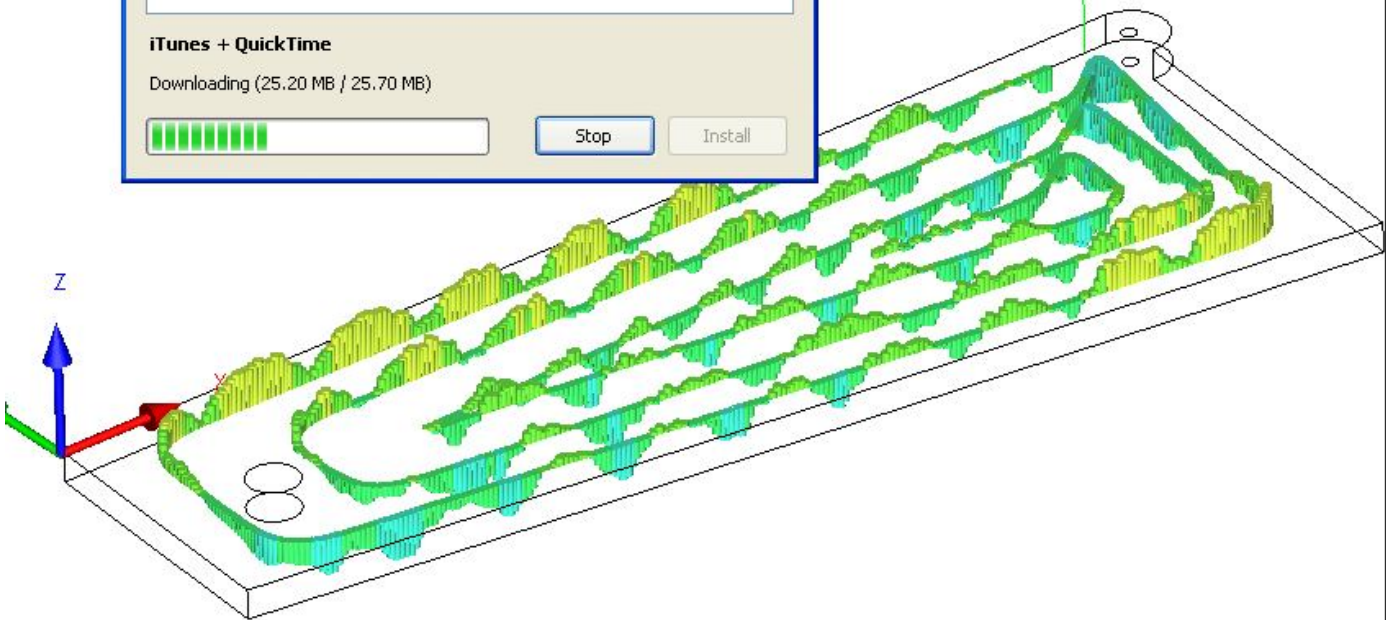 iTunes + QuickTime
Downloading (25.20 MB / 25.70 MB)
Stop
Install
Z
X